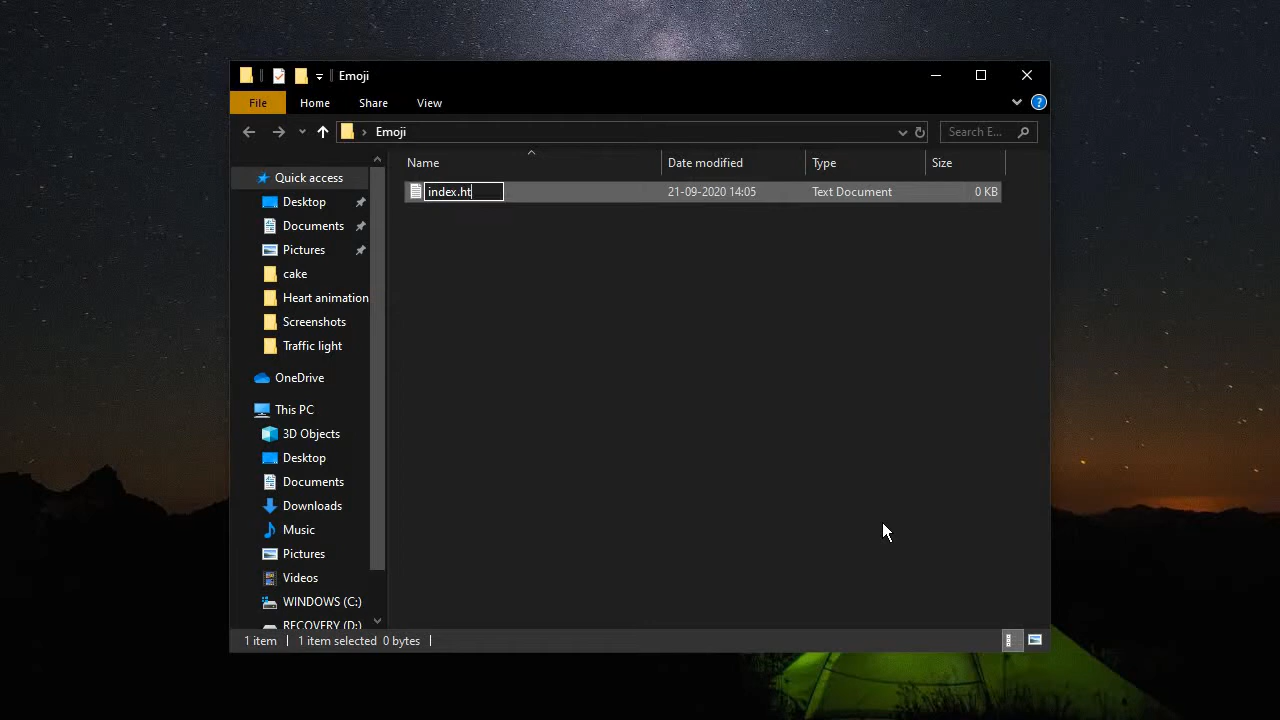 Emoji
File Home Share View
Emoji
Search E...
Name Date modified Type Size
index.ht 21-09-2020 14:05 Text Document 0 KB
Quick access
Desktop
Documents
Pictures
cake
Heart animation
Screenshots
Traffic light
OneDrive
This PC
3D Objects
Desktop
Documents
Downloads
Music
Pictures
Videos
WINDOWS (C:)
RECOVERY (D:)
1 item 1 item selected 0 bytes